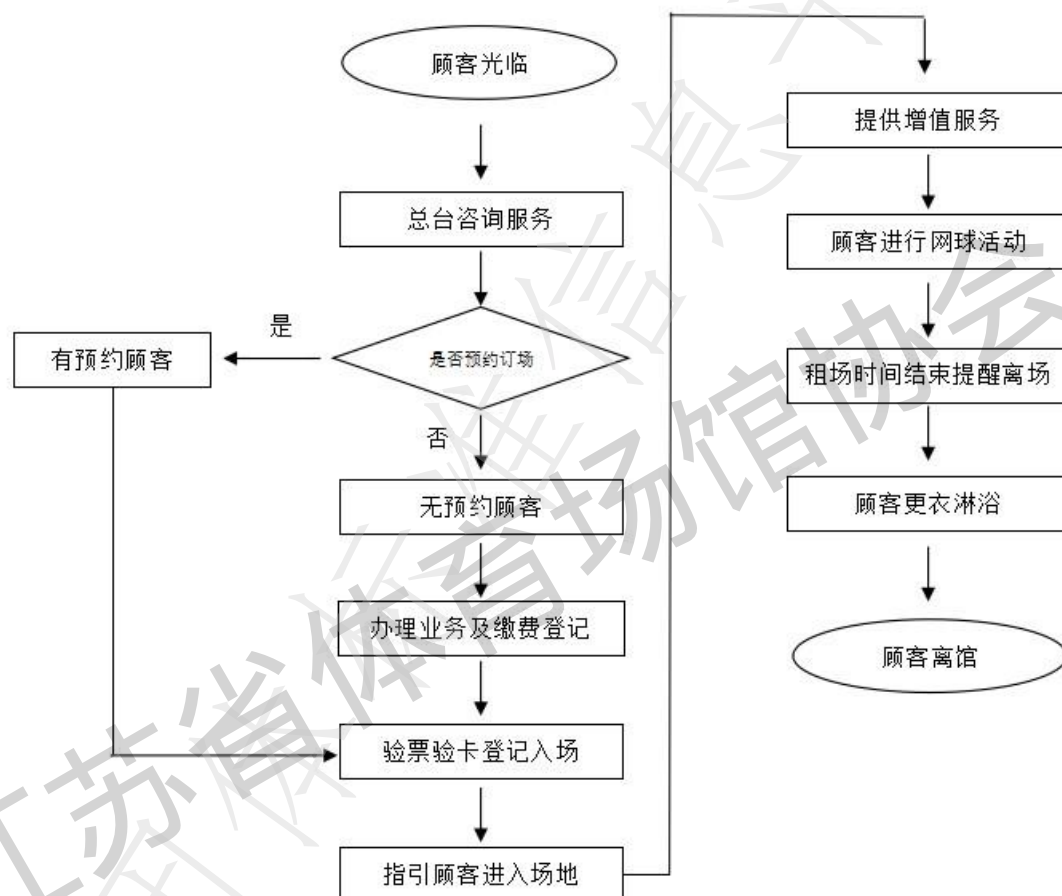 顾客光临
总台咨询服务
是否预约订场
是
有预约顾客
否
无预约顾客
办理业务及缴费登记
验票验卡登记入场
指引顾客进入场地
提供增值服务
顾客进行网球活动
租场时间结束提醒离场
顾客更衣淋浴
顾客离馆
江苏省体育场馆协会